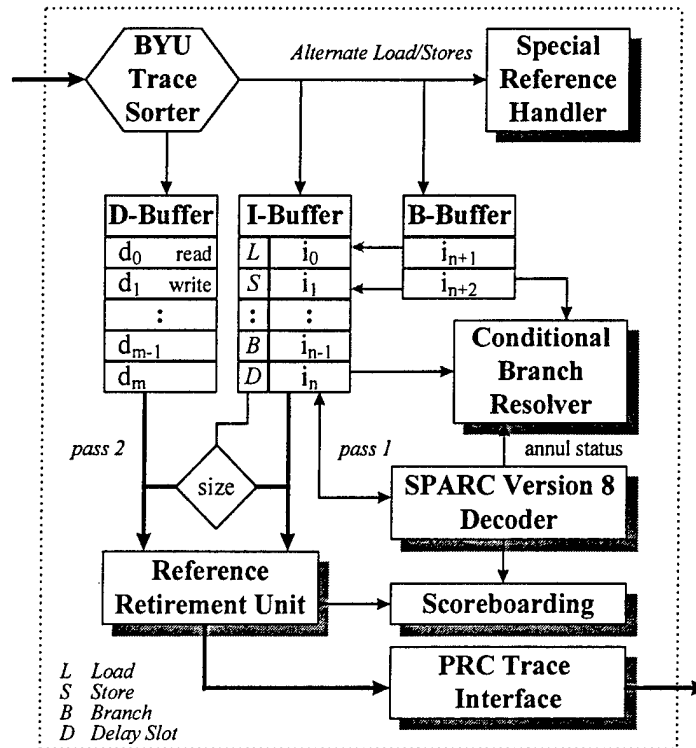 BYU
Trace
Sorter
Alternate Load/Stores
Special
Reference
Handler
D-Buffer
d0 read
d1 write
:
dm-1
dm
I-Buffer
L i0
S i1
: :
B in-1
D in
B-Buffer
in+1
in+2
Conditional
Branch
Resolver
pass 2
size
pass 1
annul status
SPARC Version 8
Decoder
Reference
Retirement Unit
Scoreboarding
PRC Trace
Interface
L Load
S Store
B Branch
D Delay Slot